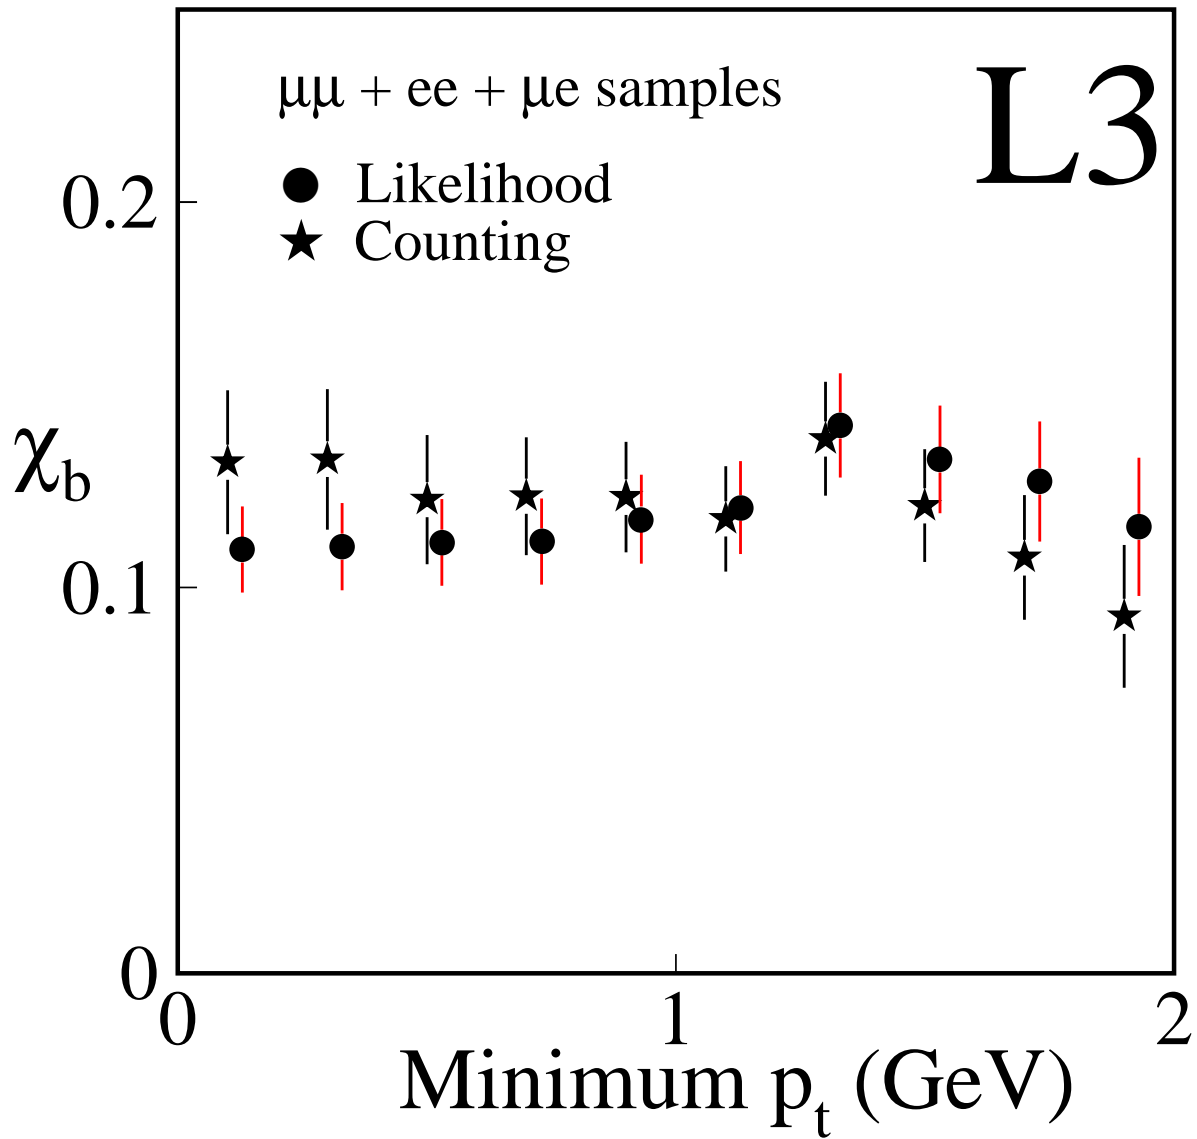 L3
μμ + ee + μe samples
Likelihood
Counting
0.2
χb
0.1
0
0 1 2
Minimum pt (GeV)